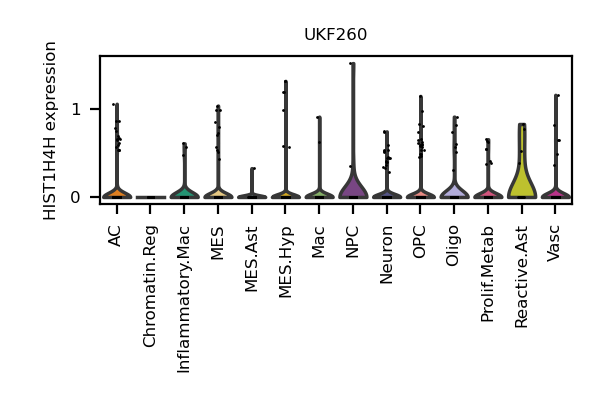 UKF260
HIST1H4H expression
1
0
AC
Chromatin.Reg
Inflammatory.Mac
MES
MES.Ast
MES.Hyp
Mac
NPC
Neuron
OPC
Oligo
Prolif.Metab
Reactive.Ast
Vasc